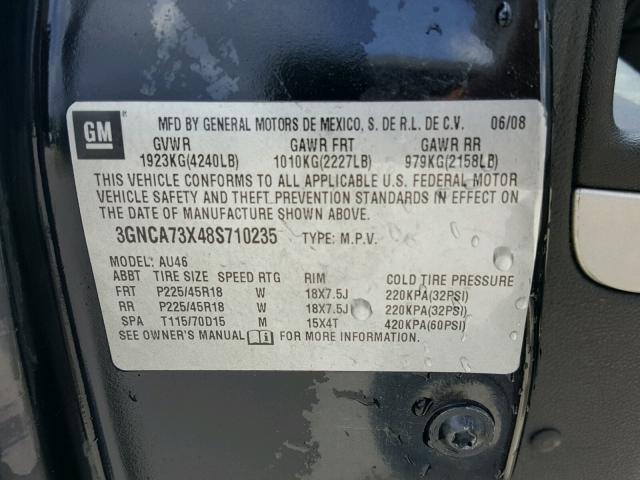 GM
MFD BY GENERAL MOTORS DE MEXICO, S. DE R.L. DE C.V. 06/08
GVWR GAWR FRT GAWR RR
1923KG(4240LB) 1010KG(2227LB) 979KG(2158LB)
THIS VEHICLE CONFORMS TO ALL APPLICABLE U.S. FEDERAL MOTOR
VEHICLE SAFETY AND THEFT PREVENTION STANDARDS IN EFFECT ON
THE DATE OF MANUFACTURE SHOWN ABOVE.
3GNCA73X48S710235 TYPE: M.P.V.
MODEL: AU46
ABBT TIRE SIZE SPEED RTG RIM COLD TIRE PRESSURE
FRT P225/45R18 W 18X7.5J 220KPA(32PSI)
RR P225/45R18 W 18X7.5J 220KPA(32PSI)
SPA T115/70D15 M 15X4T 420KPA(60PSI)
SEE OWNER'S MANUAL FOR MORE INFORMATION.